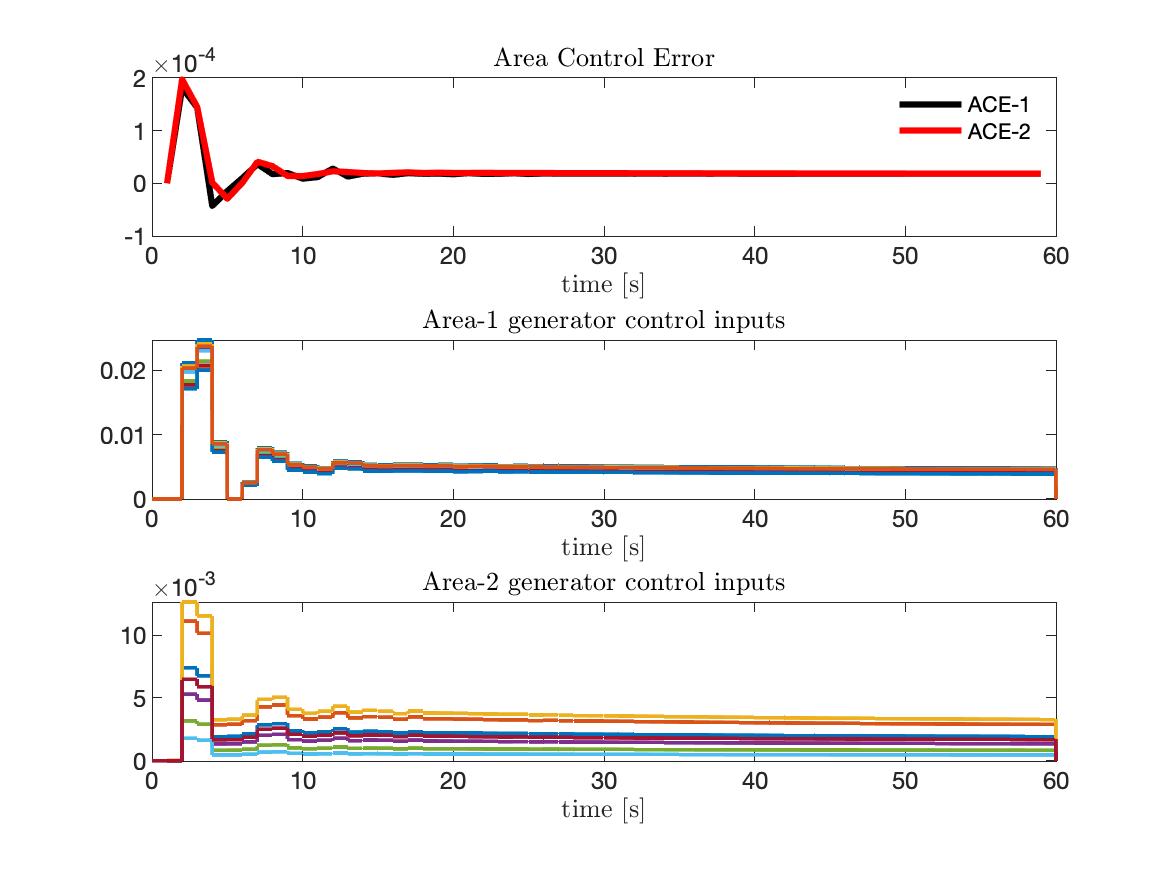 Area Control Error
×10⁻⁴
2
1
0
-1
ACE-1
ACE-2
0 10 20 30 40 50 60
time [s]
Area-1 generator control inputs
0.02
0.01
0
0 10 20 30 40 50 60
time [s]
Area-2 generator control inputs
×10⁻³
10
5
0
0 10 20 30 40 50 60
time [s]